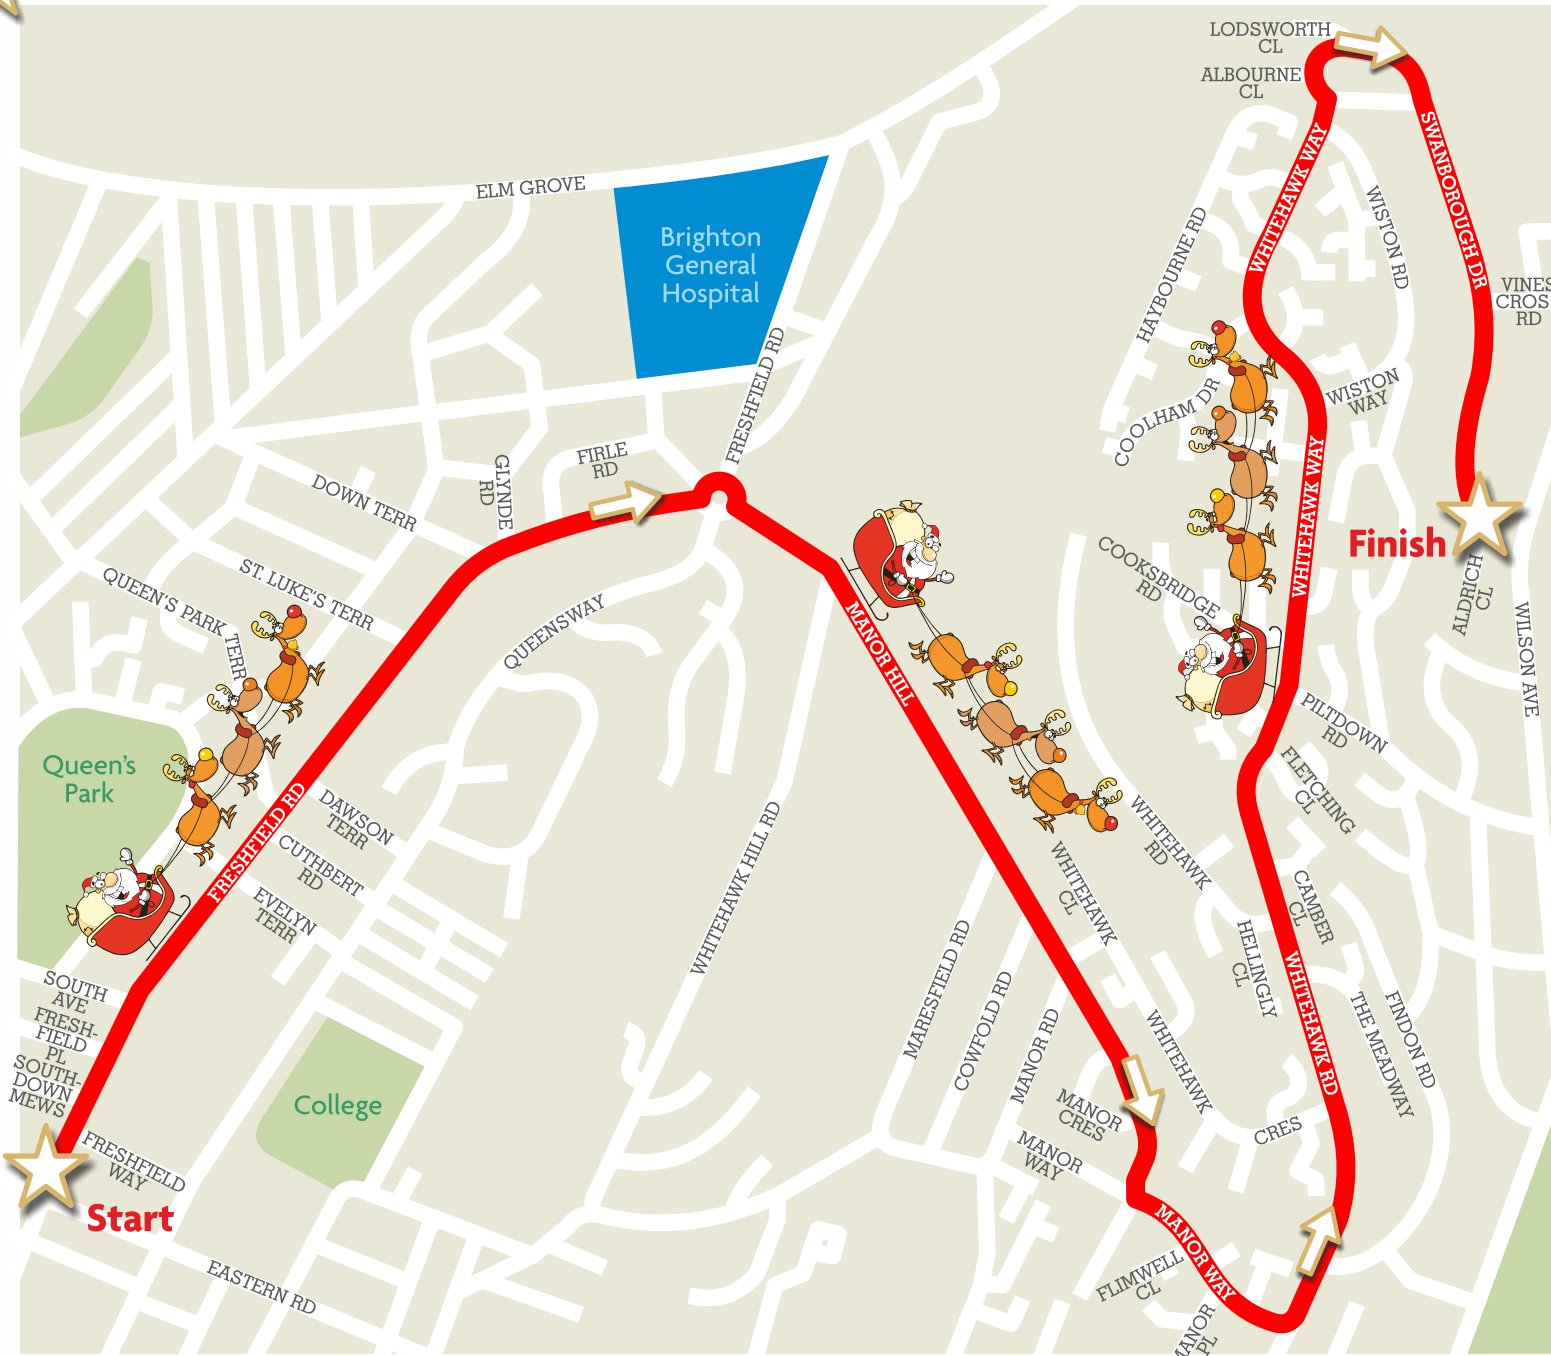 LODSWORTH
CL
ALBOURNE
CL
ELM GROVE
Brighton
General
Hospital
WHITEHAWK WAY
SWANBOROUGH DR
WISTON RD
HAYBOURNE RD
VINES
CROS
RD
FRESHFIELD RD
COOLHAM DR
WISTON
WAY
FIRLE
RD
GLYNDE
RD
DOWN TERR
WHITEHAWK WAY
Finish
COOKSBRIDGE
RD
ALDRICH
CL
ST. LUKE'S TERR
QUEEN'S PARK TERR
QUEENSWAY
MANOR HILL
WILSON AVE
PILTDOWN
RD
Queen's
Park
FLETCHING
CL
FRESHFIELD RD
DAWSON
TERR
CUTHBERT
RD
EVELYN
TERR
WHITEHAWK HILL RD
WHITEHAWK
RD
WHITEHAWK
CL
CAMBER
CL
HELLINGLY
CL
MARESFIELD RD
COWFOLD RD
MANOR RD
WHITEHAWK RD
THE MEADWAY
FINDON RD
SOUTH
AVE
FRESH-
FIELD
PL
SOUTH-
DOWN
MEWS
College
WHITEHAWK
CRES
MANOR
CRES
MANOR
WAY
FRESHFIELD
WAY
Start
MANOR WAY
FLIMWELL
CL
EASTERN RD
MANOR
PL